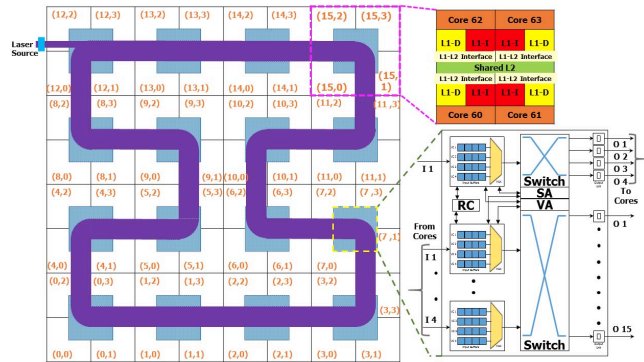 (12,2) (12,3) (13,2) (13,3) (14,2) (14,3) (15,2) (15,3)
Laser
Source
(12,0) (12,1) (13,0) (13,1) (14,0) (14,1) (15,0) (15,
1)
(8,2) (8,3) (9,2) (9,3) (10,2) (10,3) (11,2) (11,3)
(8,0) (8,1) (9,0) (9,1) (10,0) (10,1) (11,0) (11,1)
(4,2) (4,3) (5,2) (5,3) (6,2) (6,3) (7,2) (7,3)
(7,1)
(4,0) (4,1) (5,0) (5,1) (6,0) (6,1) (7,0)
(0,2) (0,3) (1,2) (1,3) (2,2) (2,3) (3,2)
(3,3)
(0,0) (0,1) (1,0) (1,1) (2,0) (2,1) (3,0) (3,1)
Core 62 Core 63
L1-D L1-I L1-I L1-D
L1-L2 Interface L1-L2 Interface
Shared L2
L1-L2 Interface L1-L2 Interface
L1-D L1-I L1-I L1-D
Core 60 Core 61
I 1
O 1
O 2
O 3
O 4
To
Cores
Switch
SA
VA
RC
From
Cores
I 1
I 4
O 1
O 15
Switch